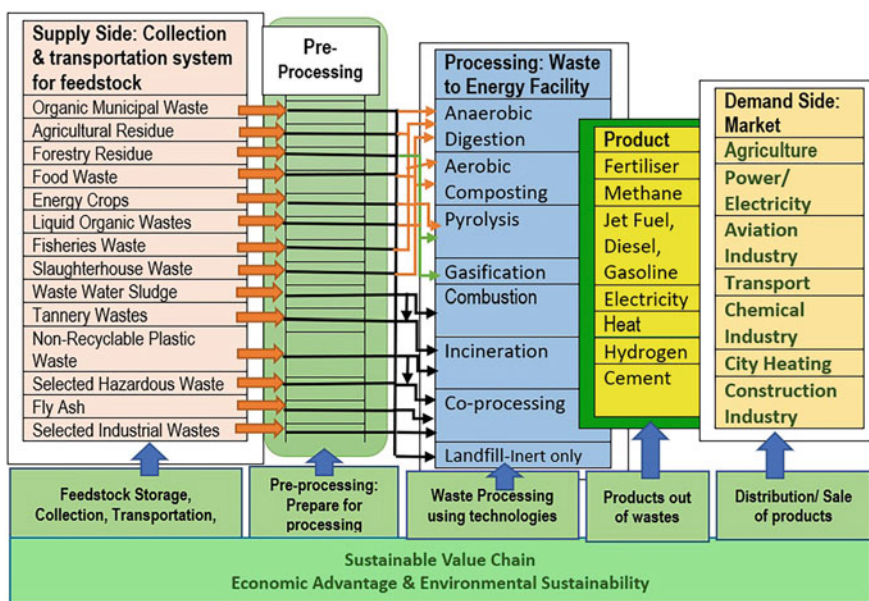 Supply Side: Collection
& transportation system
for feedstock
Organic Municipal Waste
Agricultural Residue
Forestry Residue
Food Waste
Energy Crops
Liquid Organic Wastes
Fisheries Waste
Slaughterhouse Waste
Waste Water Sludge
Tannery Wastes
Non-Recyclable Plastic
Waste
Selected Hazardous Waste
Fly Ash
Selected Industrial Wastes
Pre-
Processing
Processing: Waste
to Energy Facility
Anaerobic
Digestion
Aerobic
Composting
Pyrolysis
Gasification
Combustion
Incineration
Co-processing
Landfill-Inert only
Product
Fertiliser
Methane
Jet Fuel,
Diesel,
Gasoline
Electricity
Heat
Hydrogen
Cement
Demand Side:
Market
Agriculture
Power/
Electricity
Aviation
Industry
Transport
Chemical
Industry
City Heating
Construction
Industry
Feedstock Storage,
Collection, Transportation,
Pre-processing:
Prepare for
processing
Waste Processing
using technologies
Products out
of wastes
Distribution/ Sale
of products
Sustainable Value Chain
Economic Advantage & Environmental Sustainability